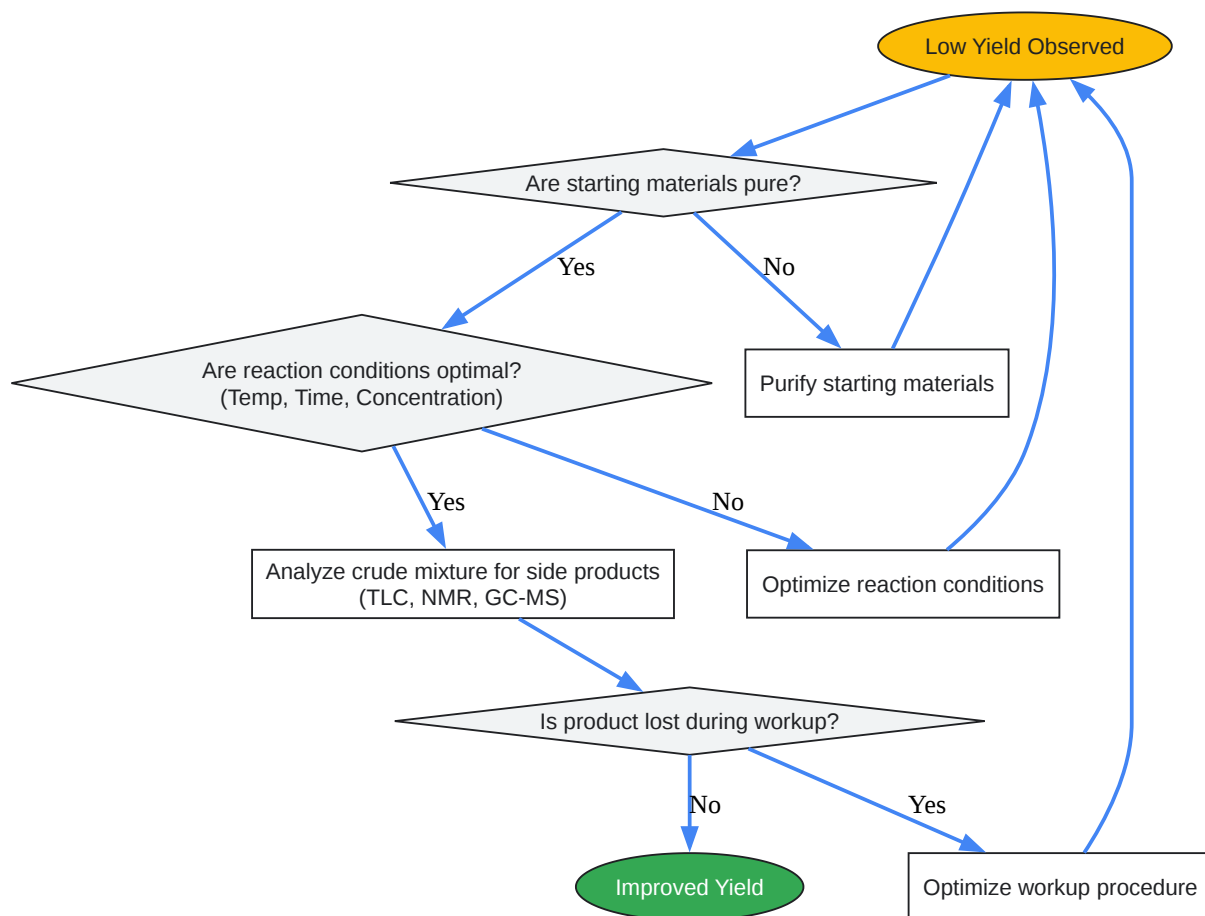 Low Yield Observed
Are starting materials pure?
Yes
No
Are reaction conditions optimal?
(Temp, Time, Concentration)
Purify starting materials
Yes
No
Analyze crude mixture for side products
(TLC, NMR, GC-MS)
Optimize reaction conditions
Is product lost during workup?
No
Yes
Improved Yield
Optimize workup procedure